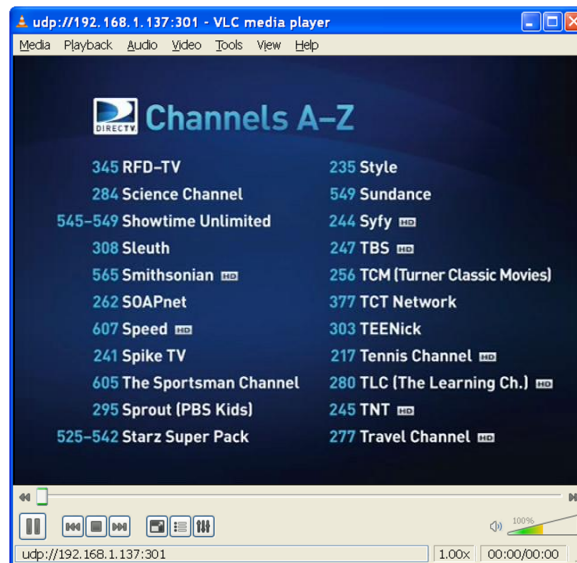 udp://192.168.1.137:301 - VLC media player
Media Playback Audio Video Tools View Help
DIRECTV
Channels A–Z
345 RFD–TV
284 Science Channel
545–549 Showtime Unlimited
308 Sleuth
565 Smithsonian HD
262 SOAPnet
607 Speed HD
241 Spike TV
605 The Sportsman Channel
295 Sprout (PBS Kids)
525–542 Starz Super Pack
235 Style
549 Sundance
244 Syfy HD
247 TBS HD
256 TCM (Turner Classic Movies)
377 TCT Network
303 TEENick
217 Tennis Channel HD
280 TLC (The Learning Ch.) HD
245 TNT HD
277 Travel Channel HD
100%
udp://192.168.1.137:301 1.00x 00:00/00:00